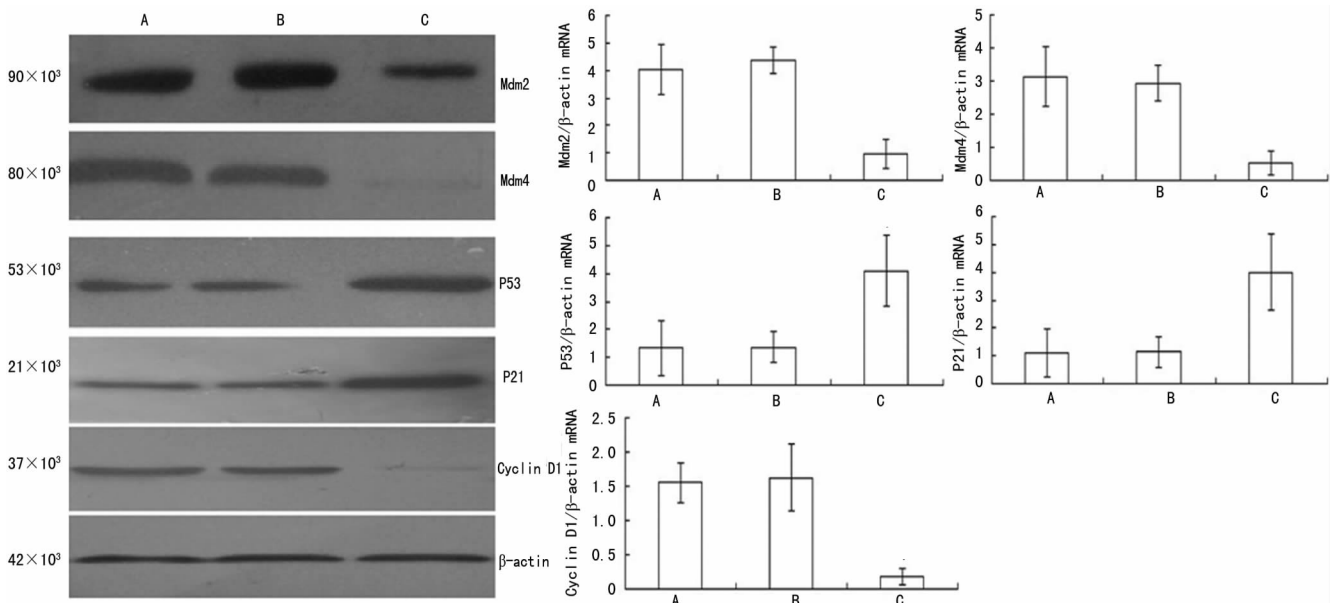 A B C
90×10³ Mdm2
80×10³ Mdm4
53×10³ P53
21×10³ P21
37×10³ Cyclin D1
42×10³ β-actin
Mdm2/β-actin mRNA
6
5
4
3
2
1
0
A B C
Mdm4/β-actin mRNA
5
4
3
2
1
0
A B C
P53/β-actin mRNA
6
5
4
3
2
1
0
A B C
P21/β-actin mRNA
6
5
4
3
2
1
0
A B C
Cyclin D1/β-actin mRNA
2.5
2.0
1.5
1.0
0.5
0
A B C